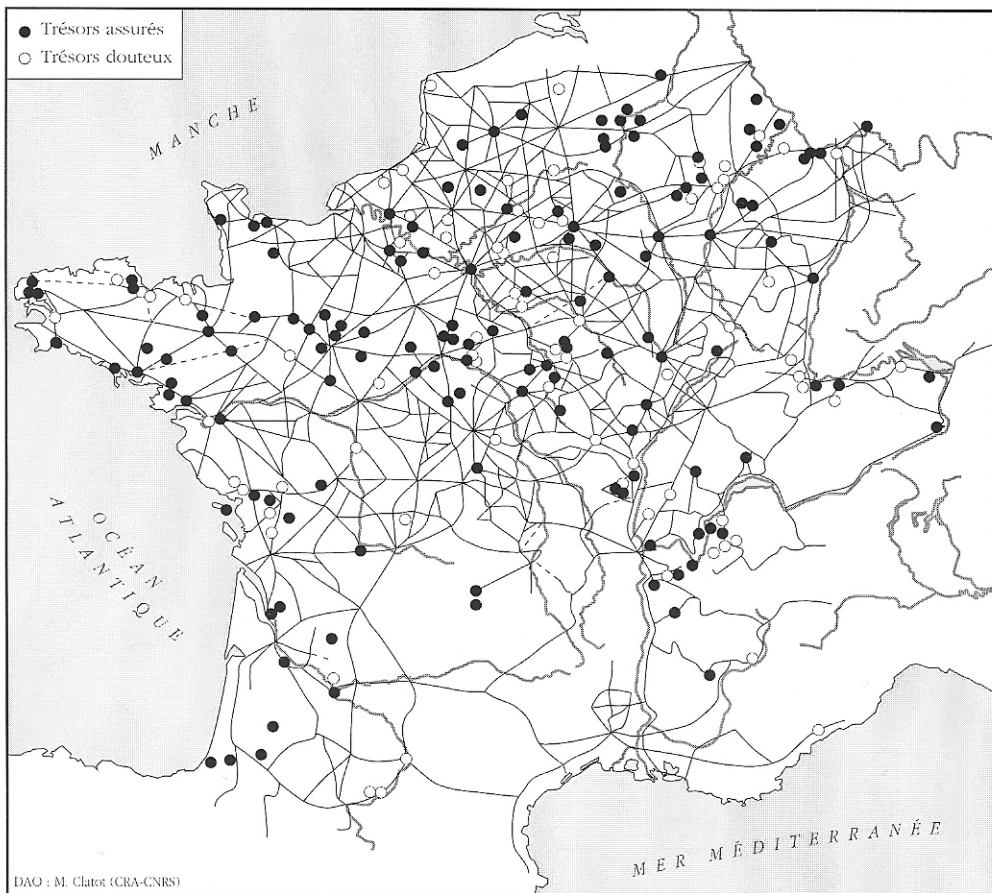 Trésors assurés
Trésors douteux
MANCHE
OCÉAN
ATLANTIQUE
MER MÉDITERRANÉE
DAO : M. Clatot (CRA-CNRS)